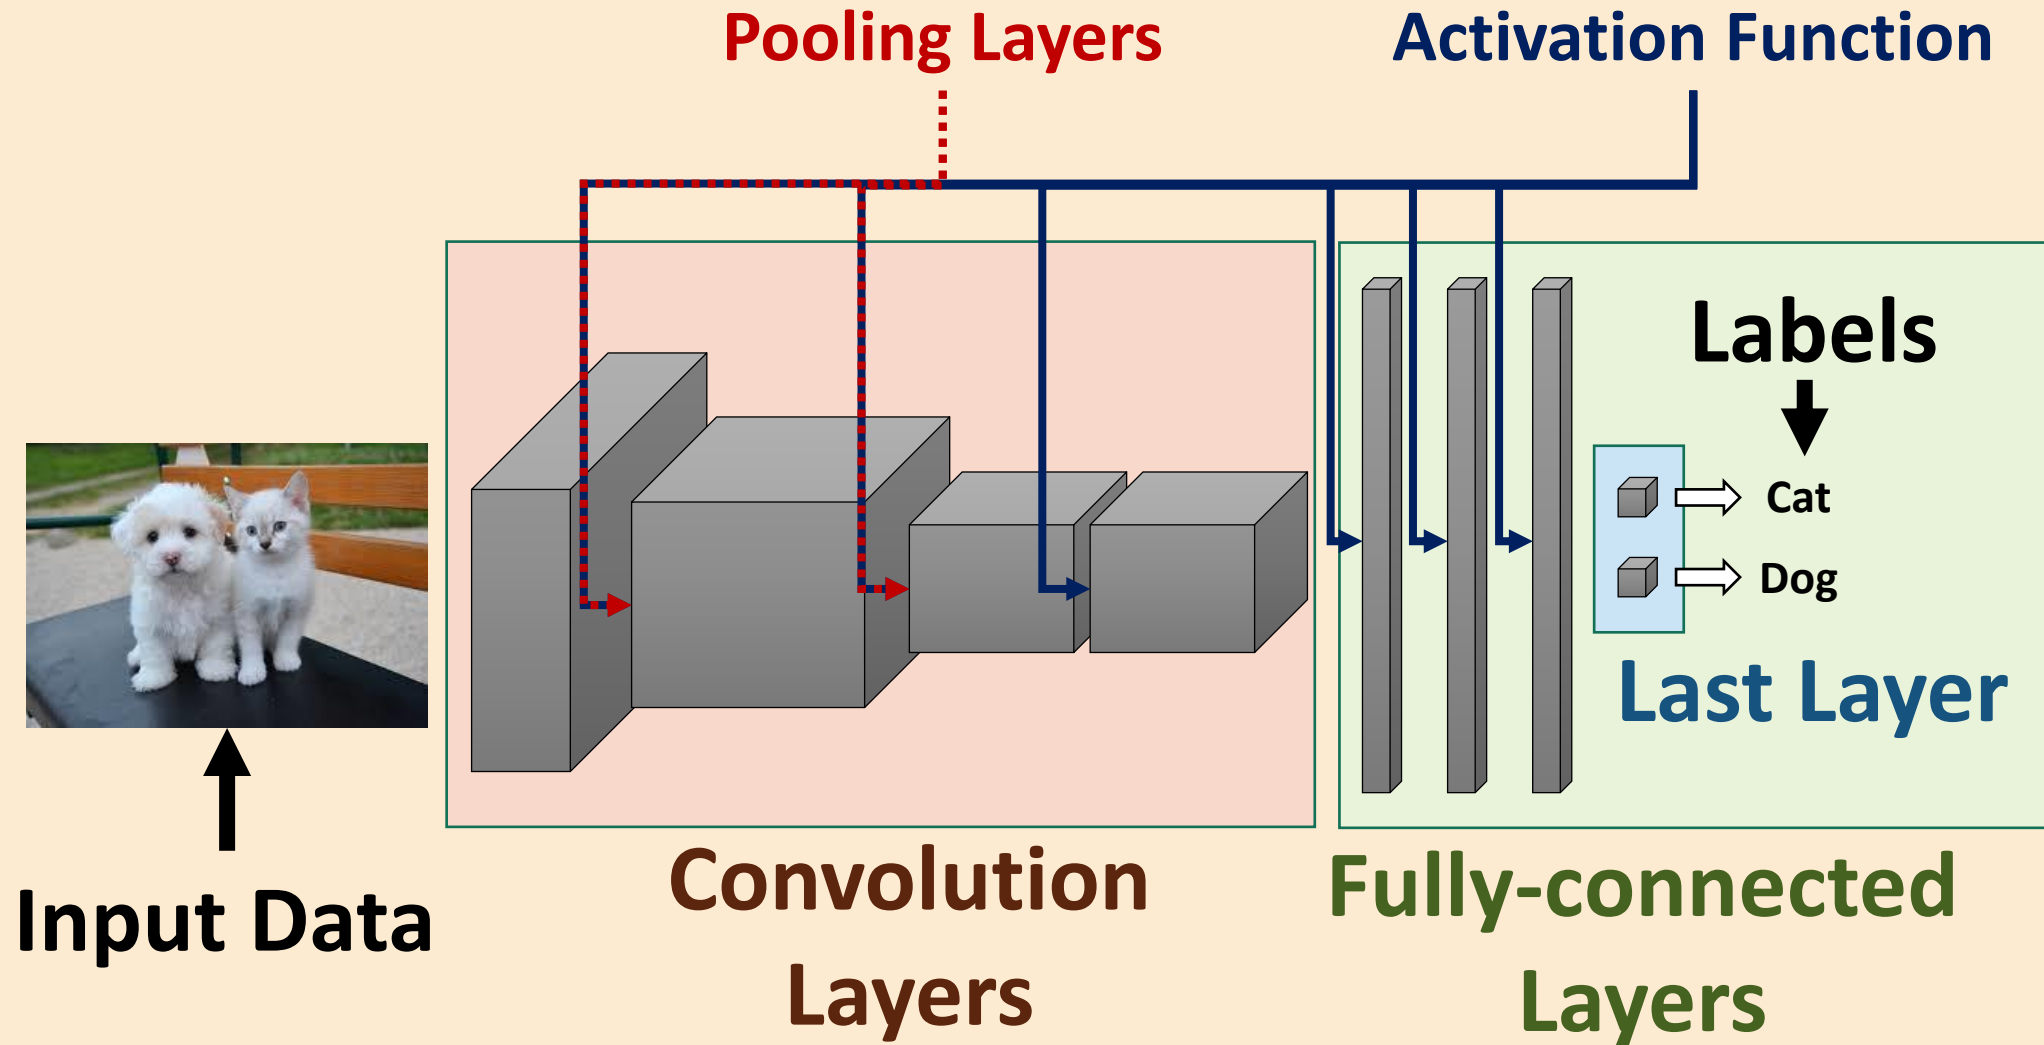 Pooling Layers
Activation Function
Labels
Cat
Dog
Last Layer
Input Data
Convolution
Layers
Fully-connected
Layers